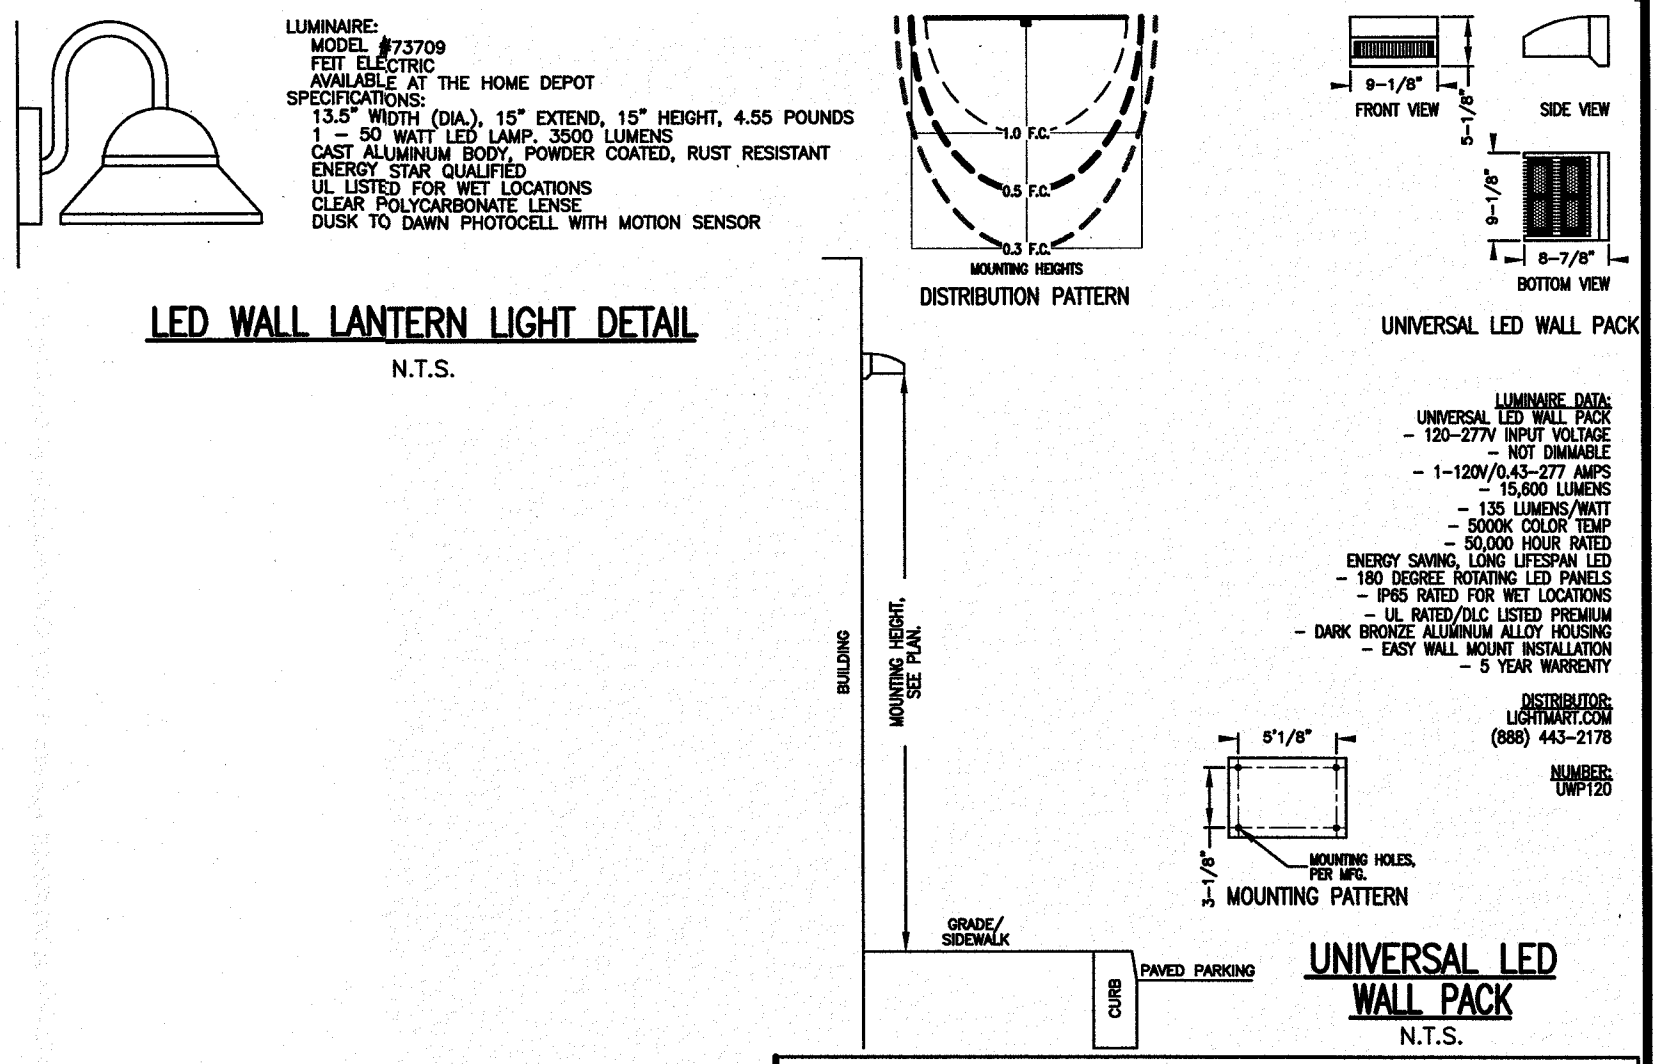 LUMINAIRE:
MODEL #73709
FEIT ELECTRIC
AVAILABLE AT THE HOME DEPOT
SPECIFICATIONS:
13.5" WIDTH (DIA.), 15" EXTEND, 15" HEIGHT, 4.55 POUNDS
1 - 50 WATT LED LAMP. 3500 LUMENS
CAST ALUMINUM BODY, POWDER COATED, RUST RESISTANT
ENERGY STAR QUALIFIED
UL LISTED FOR WET LOCATIONS
CLEAR POLYCARBONATE LENSE
DUSK TO DAWN PHOTOCELL WITH MOTION SENSOR
LED WALL LANTERN LIGHT DETAIL
N.T.S.
1.0 F.C.
0.5 F.C.
0.3 F.C.
MOUNTING HEIGHTS
DISTRIBUTION PATTERN
9-1/8"
FRONT VIEW
5-1/8"
SIDE VIEW
9-1/8"
8-7/8"
BOTTOM VIEW
UNIVERSAL LED WALL PACK
LUMINAIRE DATA:
UNIVERSAL LED WALL PACK
- 120-277V INPUT VOLTAGE
- NOT DIMMABLE
- 1-120V/0.43-277 AMPS
- 15,600 LUMENS
- 135 LUMENS/WATT
- 5000K COLOR TEMP
- 50,000 HOUR RATED
ENERGY SAVING, LONG LIFESPAN LED
- 180 DEGREE ROTATING LED PANELS
- IP65 RATED FOR WET LOCATIONS
- UL RATED/DLC LISTED PREMIUM
- DARK BRONZE ALUMINUM ALLOY HOUSING
- EASY WALL MOUNT INSTALLATION
- 5 YEAR WARRENTY
DISTRIBUTOR:
LIGHTMART.COM
(888) 443-2178
NUMBER:
UWP120
BUILDING
MOUNTING HEIGHT,
SEE PLAN.
5'1/8"
3-1/8"
MOUNTING HOLES,
PER MFG.
MOUNTING PATTERN
GRADE/
SIDEWALK
CURB
PAVED PARKING
UNIVERSAL LED
WALL PACK
N.T.S.